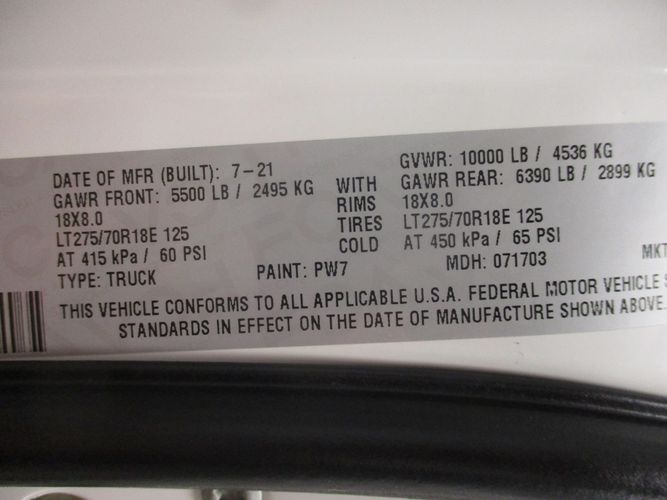 DATE OF MFR (BUILT): 7-21 GVWR: 10000 LB / 4536 KG
GAWR FRONT: 5500 LB / 2495 KG WITH GAWR REAR: 6390 LB / 2899 KG
18X8.0 RIMS 18X8.0
LT275/70R18E 125 TIRES LT275/70R18E 125
AT 415 kPa / 60 PSI COLD AT 450 kPa / 65 PSI
TYPE: TRUCK PAINT: PW7 MDH: 071703 MKT
THIS VEHICLE CONFORMS TO ALL APPLICABLE U.S.A. FEDERAL MOTOR VEHICLE S
STANDARDS IN EFFECT ON THE DATE OF MANUFACTURE SHOWN ABOVE.